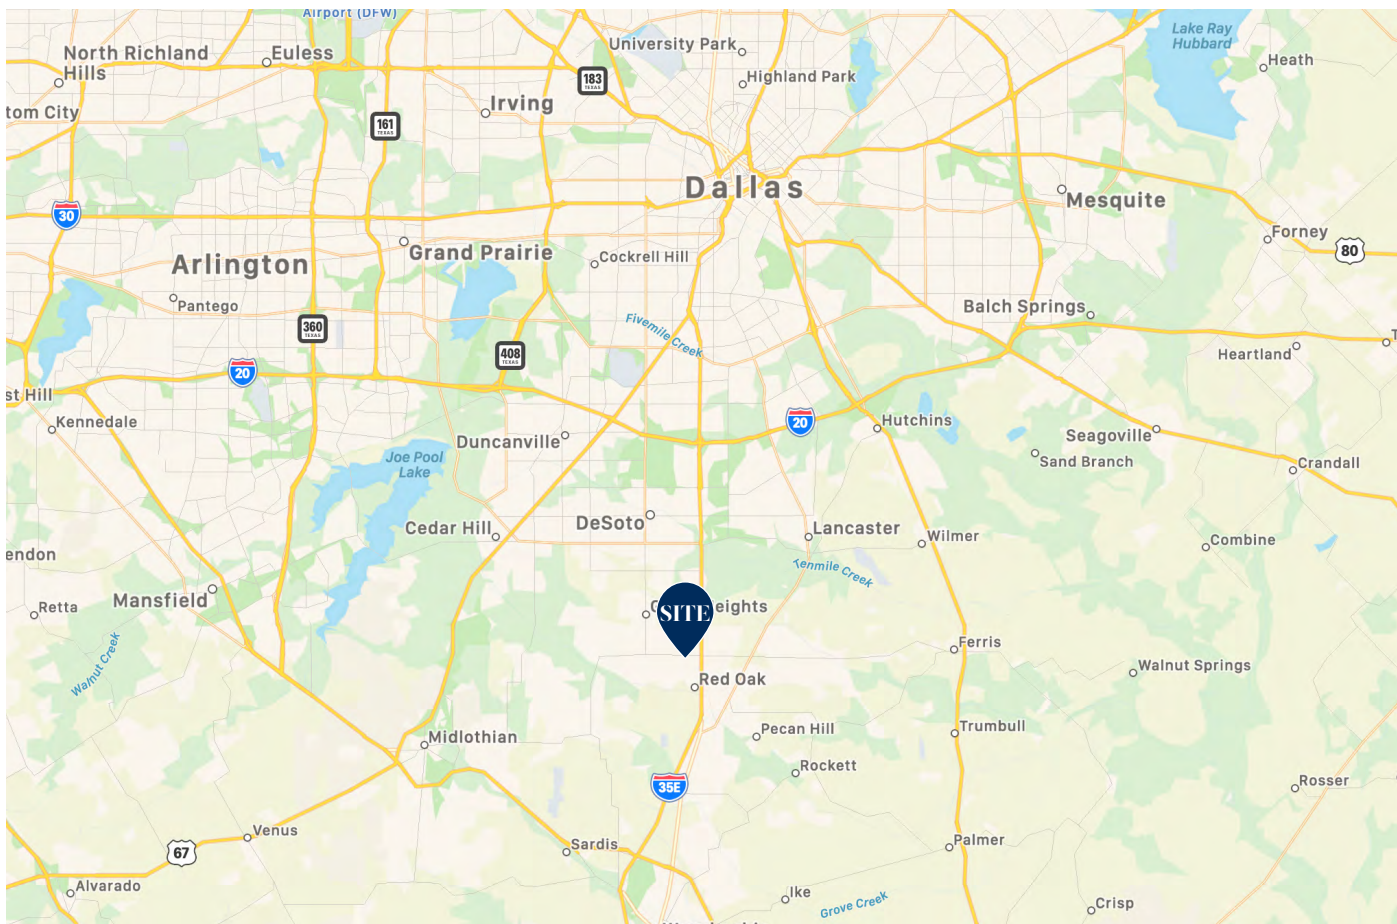 Airport (DFW)
North Richland
Hills
Euless
University Park
Lake Ray
Hubbard
Heath
183
TEXAS
Highland Park
tom City
Irving
161
TEXAS
Dallas
Mesquite
30
Forney
80
Arlington
Grand Prairie
Cockrell Hill
Pantego
Balch Springs
360
TEXAS
Fivemile Creek
408
TEXAS
Heartland
T
20
st Hill
Kennedale
20
Hutchins
Duncanville
Seagoville
Joe Pool
Lake
Sand Branch
Crandall
Cedar Hill
DeSoto
Lancaster
Wilmer
Combine
endon
Tenmile Creek
Mansfield
Retta
SITE
eights
Walnut Creek
Ferris
Walnut Springs
Red Oak
Midlothian
Pecan Hill
Trumbull
Rockett
35E
Rosser
Venus
67
Sardis
Palmer
Alvarado
Ike
Grove Creek
Crisp